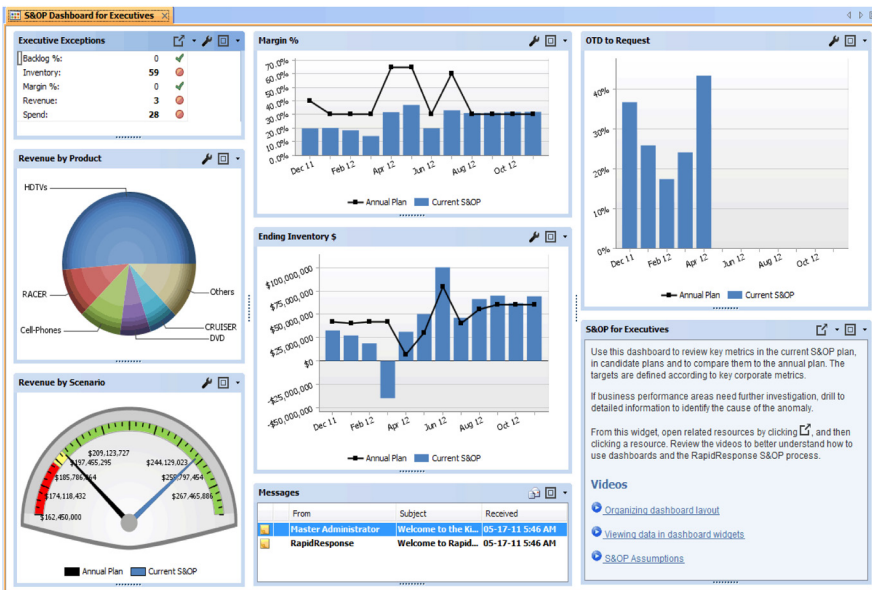 S&OP Dashboard for Executives
Executive Exceptions
Backlog %: 0
Inventory: 59
Margin %: 0
Revenue: 3
Spend: 28
Revenue by Product
HDTVs
RACER
Others
Cell-Phones
CRUISER
DVD
Revenue by Scenario
$209,123,727
$197,455,295
$244,129,023
$174,118,432
$267,465,886
$162,450,000
Annual Plan Current S&OP
Margin %
70.0%
60.0%
50.0%
40.0%
30.0%
20.0%
10.0%
0.0%
Dec 11 Feb 12 Apr 12 Jun 12 Aug 12 Oct 12
Annual Plan Current S&OP
Ending Inventory $
$100,000,000
$75,000,000
$50,000,000
$25,000,000
$0
-$25,000,000
-$50,000,000
Dec 11 Feb 12 Apr 12 Jun 12 Aug 12 Oct 12
Annual Plan Current S&OP
Messages
From Subject Received
Master Administrator Welcome to the Ki... 05-17-11 5:46 AM
RapidResponse Welcome to Rapid... 05-17-11 5:46 AM
OTD to Request
40%
30%
20%
10%
0%
Dec 11 Feb 12 Apr 12 Jun 12 Aug 12 Oct 12
Annual Plan Current S&OP
S&OP for Executives
Use this dashboard to review key metrics in the current S&OP plan,
in candidate plans and to compare them to the annual plan. The
targets are defined according to key corporate metrics.
If business performance areas need further investigation, drill to
detailed information to identify the cause of the anomaly.
From this widget, open related resources by clicking , and then
clicking a resource. Review the videos to better understand how to
use dashboards and the RapidResponse S&OP process.
Videos
Organizing dashboard layout
Viewing data in dashboard widgets
S&OP Assumptions